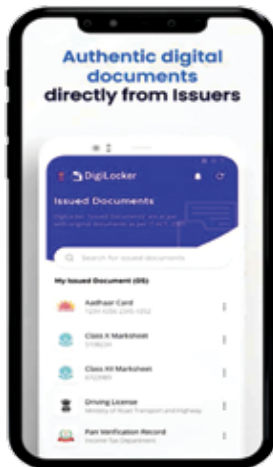 Authentic digital
documents
directly from Issuers
DigiLocker
Issued Documents
Search for issued documents
My Issued Document (05)
Aadhaar Card
Class X Marksheet
Class XII Marksheet
Driving License
Ministry of Road Transport and Highway
Pan Verification Record
Income Tax Department